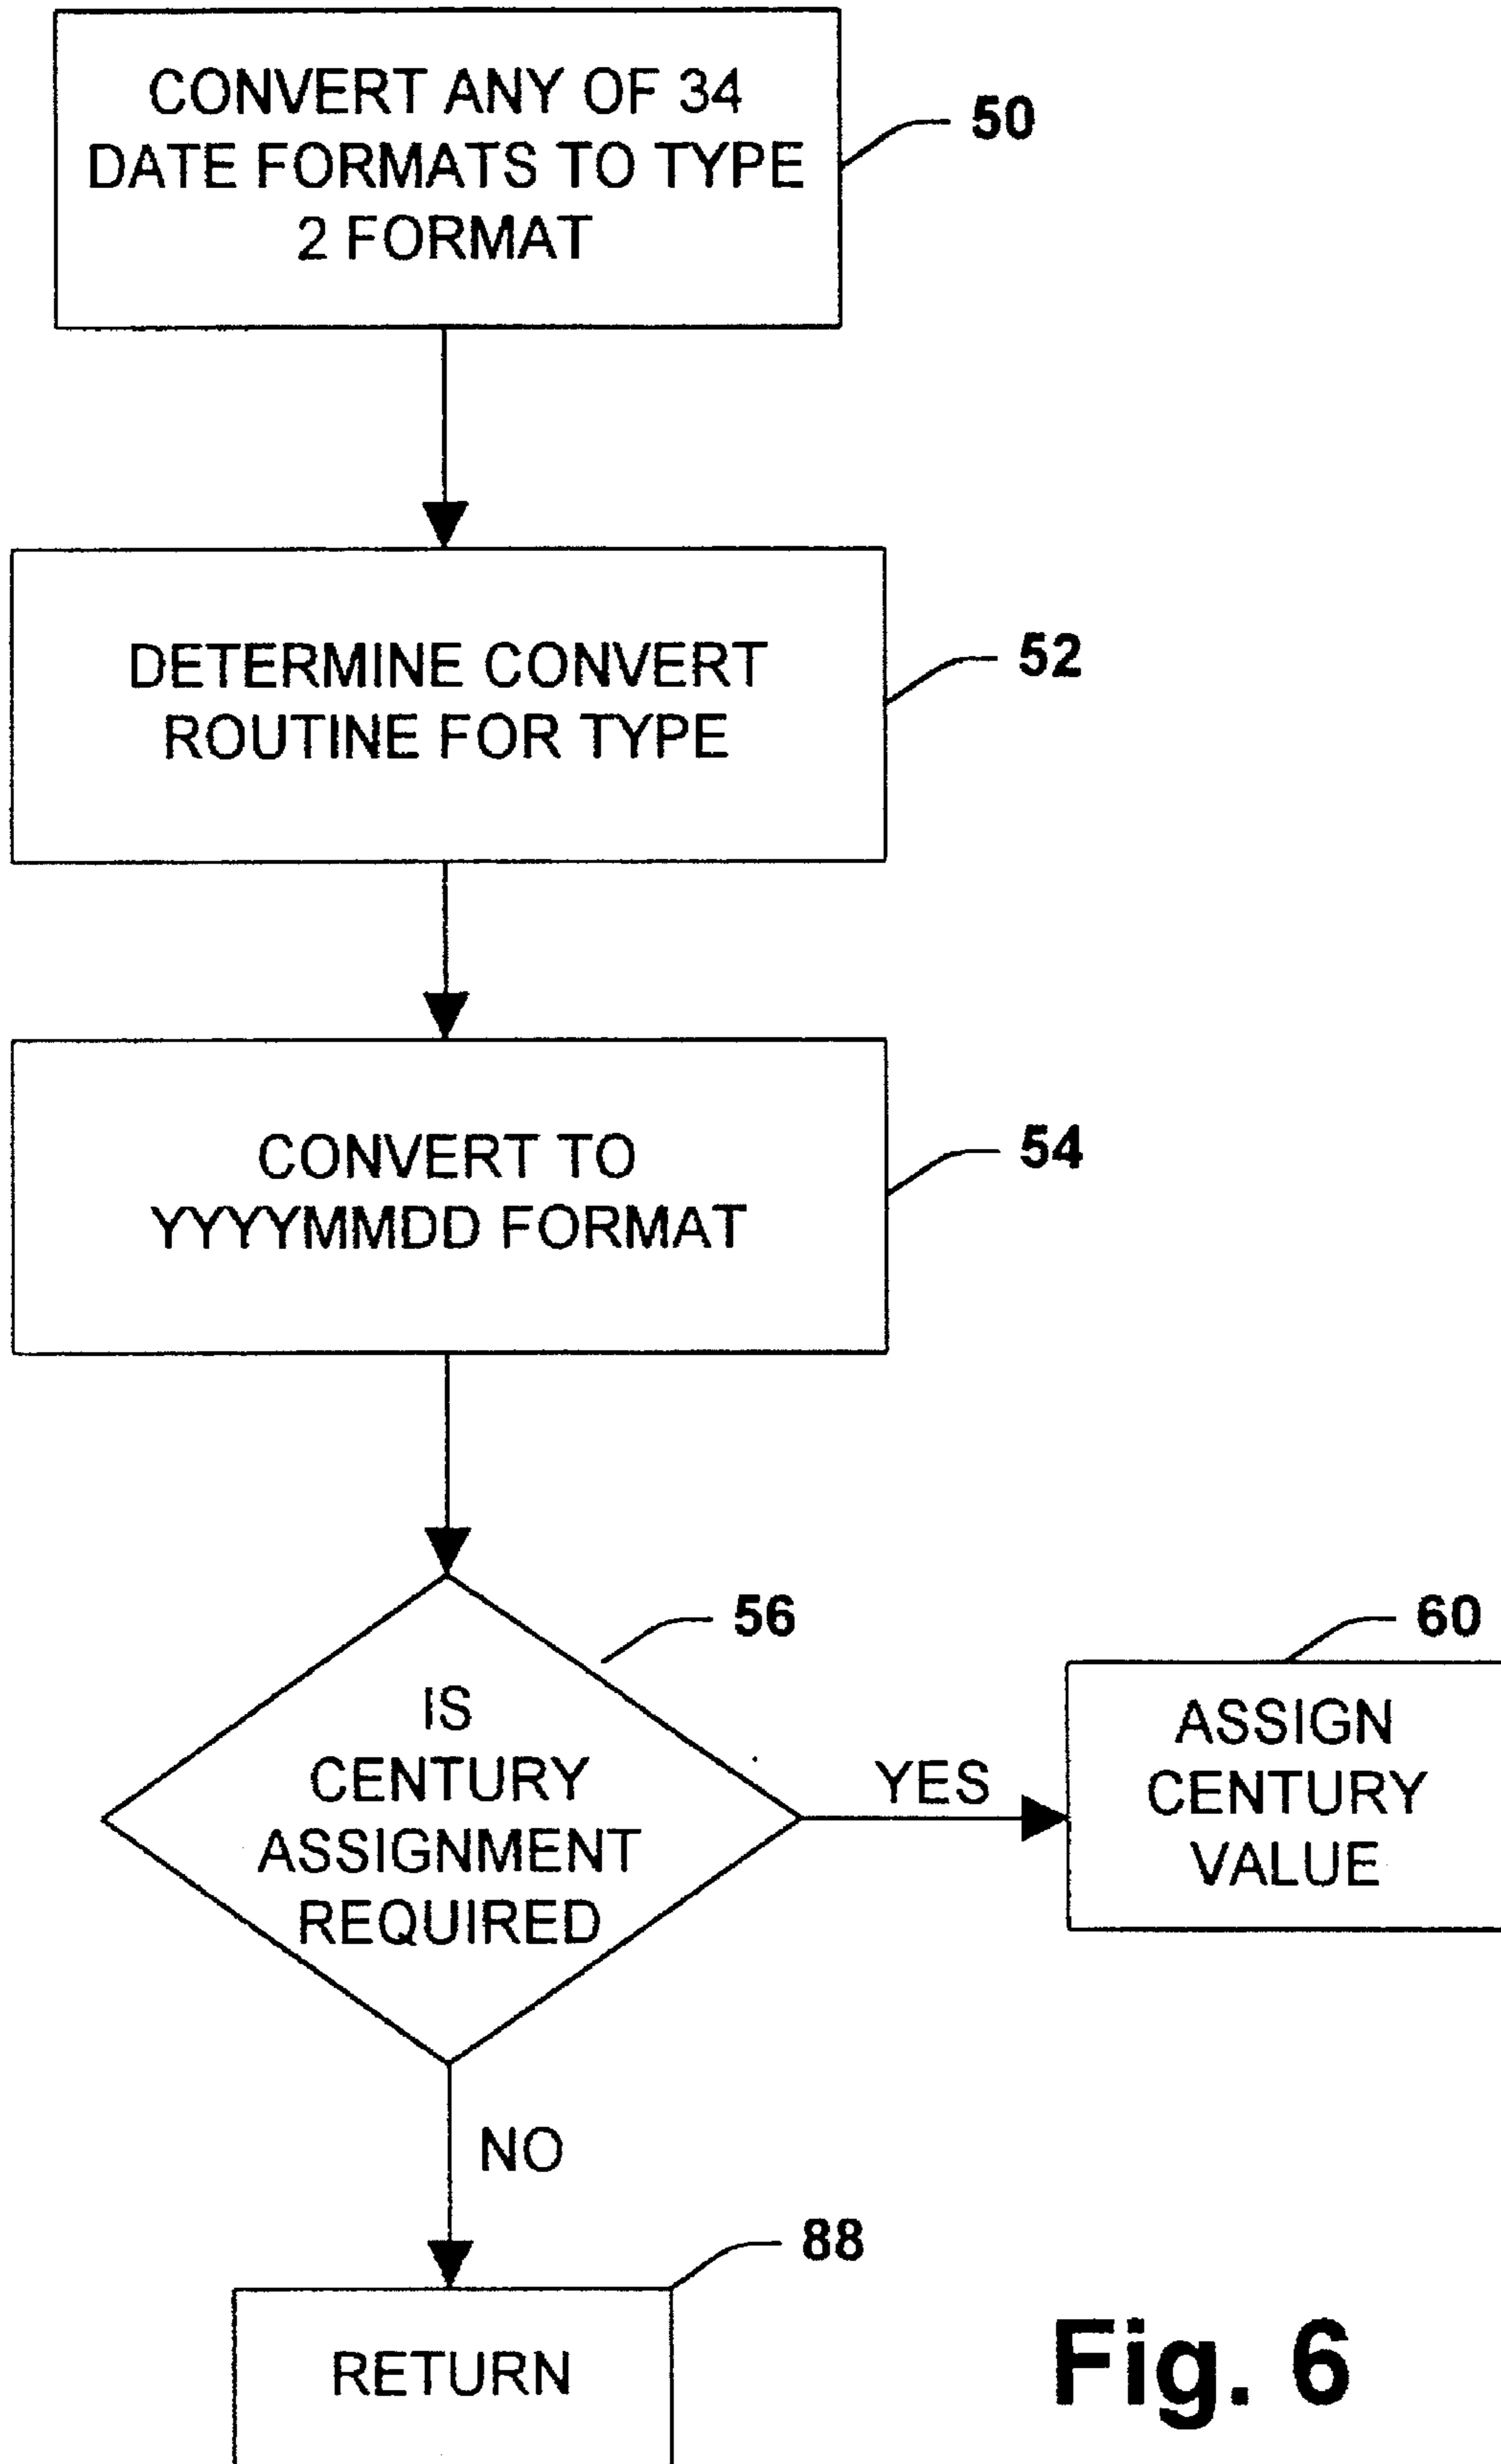 CONVERT ANY OF 34
DATE FORMATS TO TYPE
2 FORMAT
50
DETERMINE CONVERT
ROUTINE FOR TYPE
52
CONVERT TO
YYYYMMDD FORMAT
54
56
IS
CENTURY
ASSIGNMENT
REQUIRED
YES
60
ASSIGN
CENTURY
VALUE
NO
88
RETURN
Fig. 6